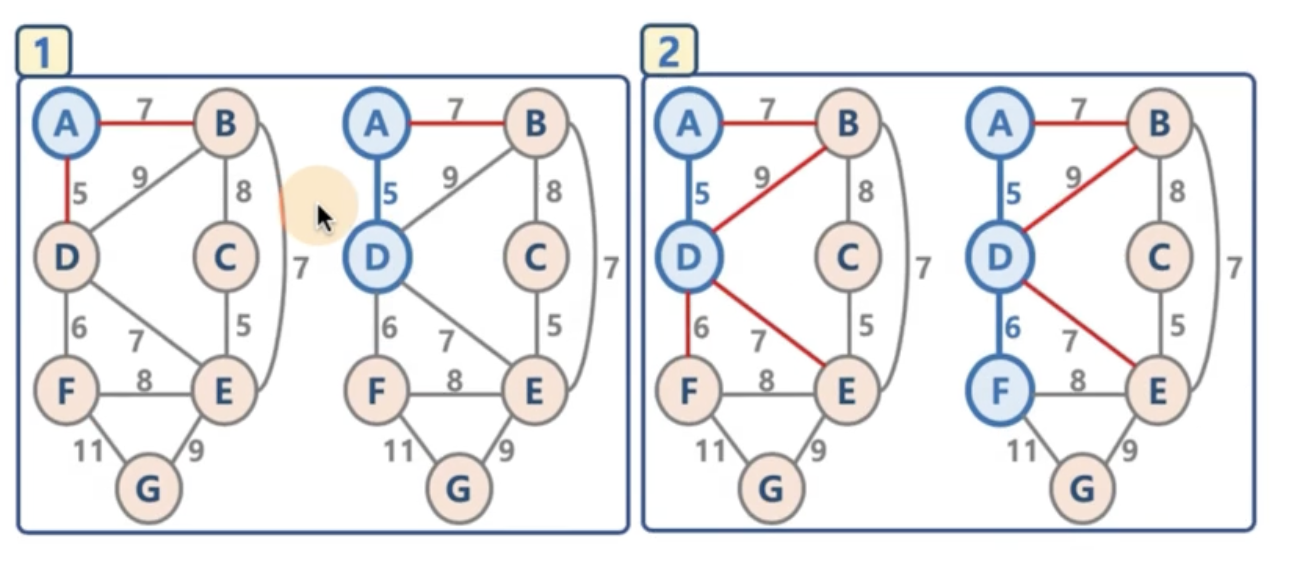 1 2
A 7 B A 7 B A 7 B A 7 B
5 9 8 5 9 8 5 9 8 5 9 8
D C 7 D C 7 D C 7 D C 7
6 7 5 6 7 5 6 7 5 6 7 5
F 8 E F 8 E F 8 E F 8 E
11 9 11 9 11 9 11 9
G G G G